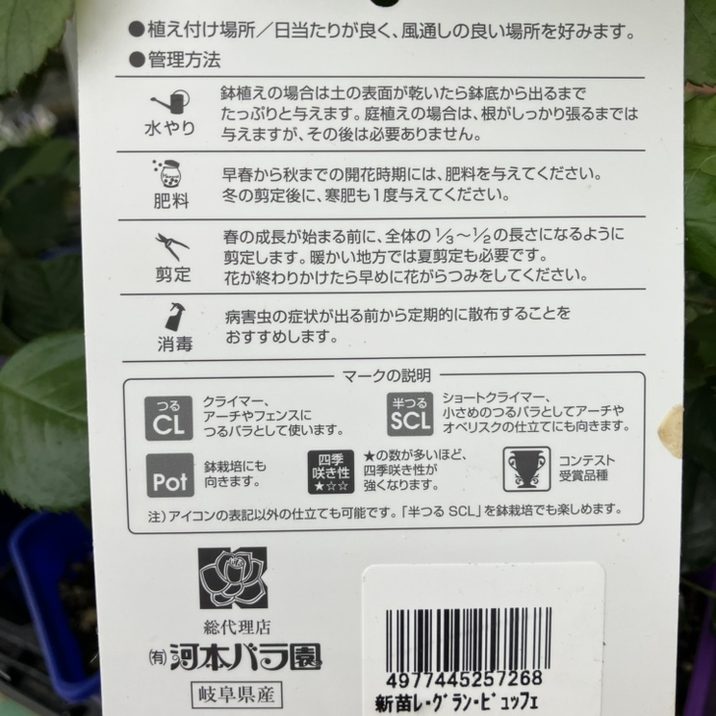 ●植え付け場所／日当たりが良く、風通しの良い場所を好みます。
●管理方法
水やり
鉢植えの場合は土の表面が乾いたら鉢底から出るまで
たっぷりと与えます。庭植えの場合は、根がしっかり張るまでは
与えますが、その後は必要ありません。
肥料
早春から秋までの開花時期には、肥料を与えてください。
冬の剪定後に、寒肥も1度与えてください。
剪定
春の成長が始まる前に、全体の⅓〜½の長さになるように
剪定します。暖かい地方では夏剪定も必要です。
花が終わりかけたら早めに花がらつみをしてください。
消毒
病害虫の症状が出る前から定期的に散布することを
おすすめします。
マークの説明
つる
CL
クライマー、
アーチやフェンスに
つるバラとして使います。
半つる
SCL
ショートクライマー、
小さめのつるバラとしてアーチや
オベリスクの仕立てにも向きます。
Pot
鉢栽培にも
向きます。
四季
咲き性
★☆☆
★の数が多いほど、
四季咲き性が
強くなります。
コンテスト
受賞品種
注）アイコンの表記以外の仕立ても可能です。「半つる SCL」を鉢栽培でも楽しめます。
総代理店
(有)河本バラ園
岐阜県産
4977445257268
新苗レ・グラン・ビュッフェ